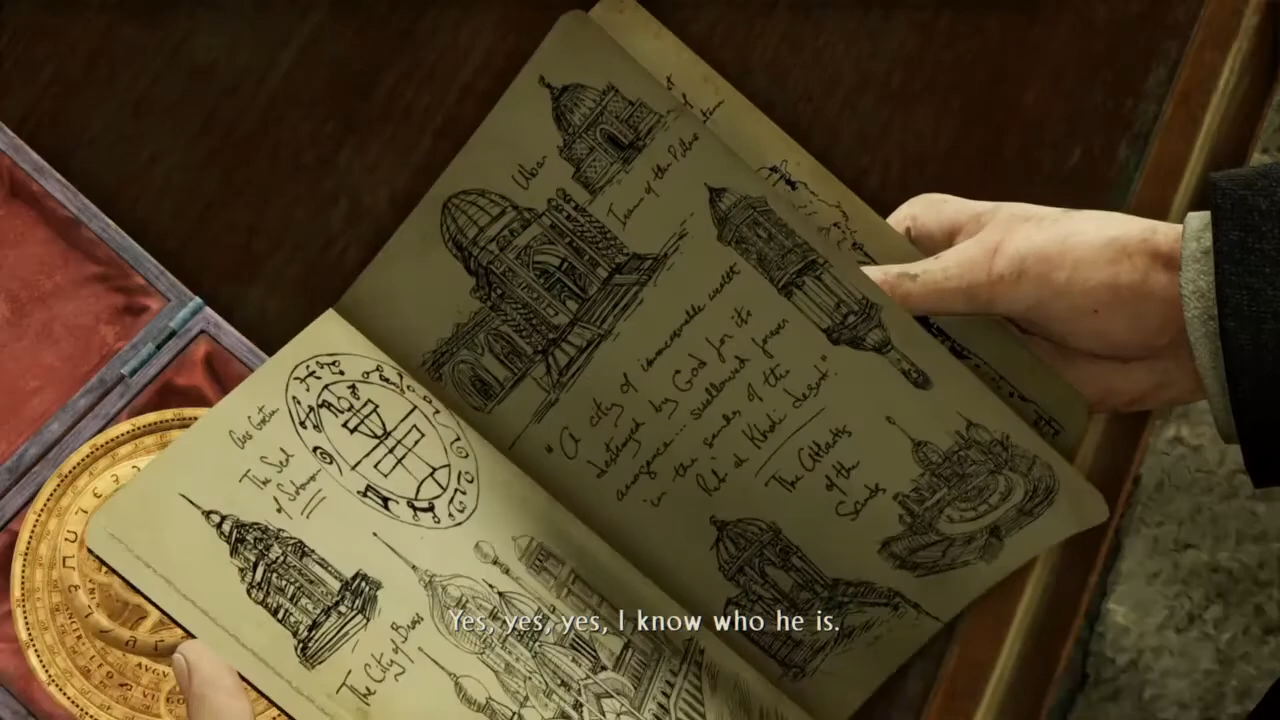 Ars Goetia
The Seal
of Solomon
The City of Brass
Ubar
Iram of the Pillars
"A city of immeasurable wealth
destroyed by God for its
arrogance... swallowed forever
in the sands of the
Rub' al Khali desert."
The Atlantis
of the
Sands
Yes, yes, yes, I know who he is.